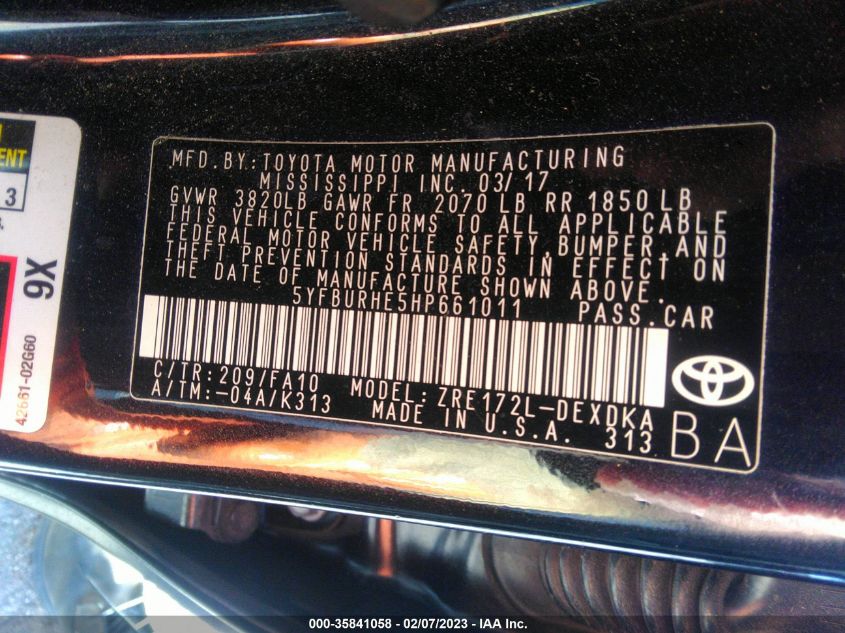 MFD.BY:TOYOTA MOTOR MANUFACTURING
MISSISSIPPI INC. 03/17
GVWR 3820LB GAWR FR 2070 LB RR 1850 LB
THIS VEHICLE CONFORMS TO ALL APPLICABLE
FEDERAL MOTOR VEHICLE SAFETY, BUMPER, AND
THEFT PREVENTION STANDARDS IN EFFECT ON
THE DATE OF MANUFACTURE SHOWN ABOVE.
5YFBURHE5HP661011 PASS.CAR
C/TR:209/FA10 MODEL:ZRE172L-DEXDKA
A/TM:-04A/K313 MADE IN U.S.A. 313
BA
3
9X
42661-02G60
000-35841058 - 02/07/2023 - IAA Inc.